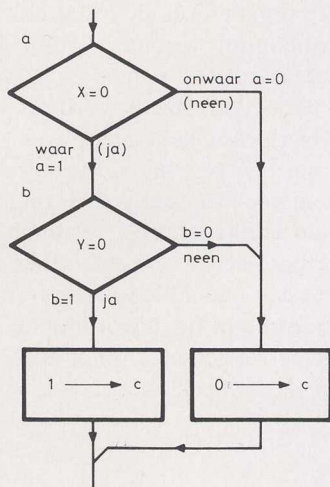 a
X = 0
onwaar a=0
(neen)
waar (ja)
a=1
b
Y=0
b=0
neen
b=1 ja
1 → c
0 → c